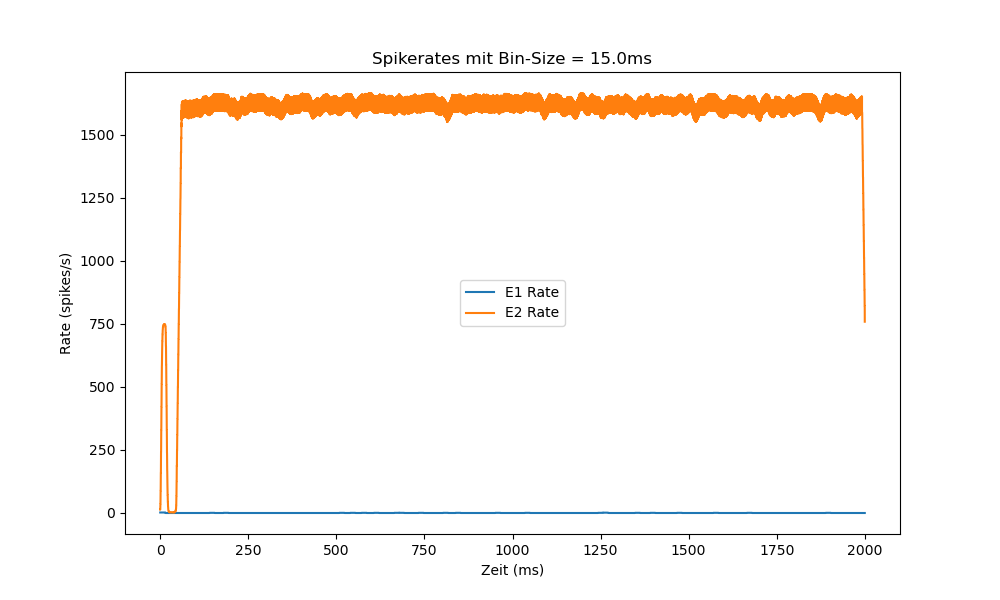 Spikerates mit Bin-Size = 15.0ms
Rate (spikes/s)
1500
1250
1000
750
500
250
0
E1 Rate
E2 Rate
0 250 500 750 1000 1250 1500 1750 2000
Zeit (ms)